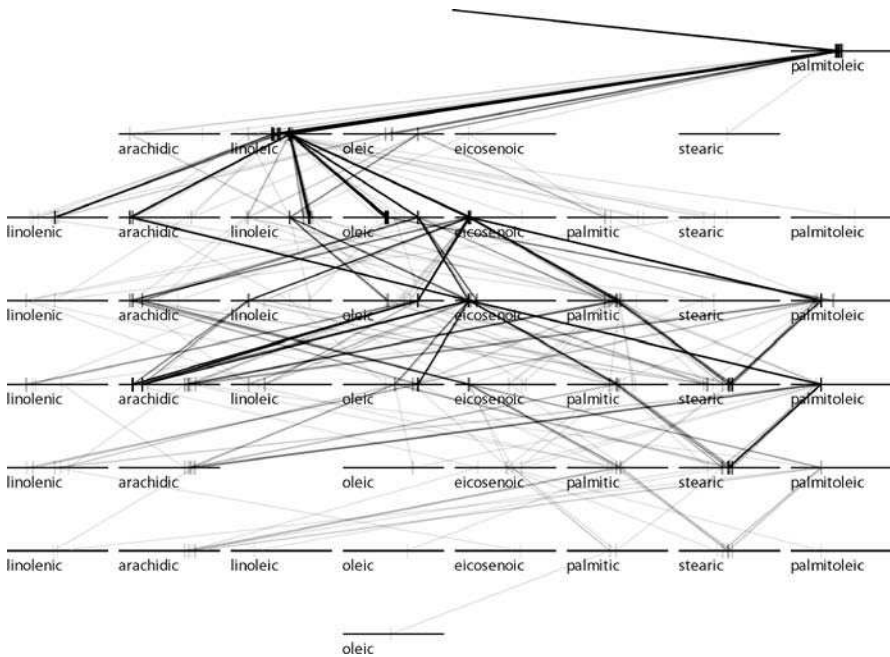 palmitoleic
arachidic linoleic oleic eicosenoic stearic
linolenic arachidic linoleic oleic eicosenoic palmitic stearic palmitoleic
linolenic arachidic linoleic oleic eicosenoic palmitic stearic palmitoleic
linolenic arachidic linoleic oleic eicosenoic palmitic stearic palmitoleic
linolenic arachidic oleic eicosenoic palmitic stearic palmitoleic
linolenic arachidic linoleic oleic eicosenoic palmitic stearic palmitoleic
oleic